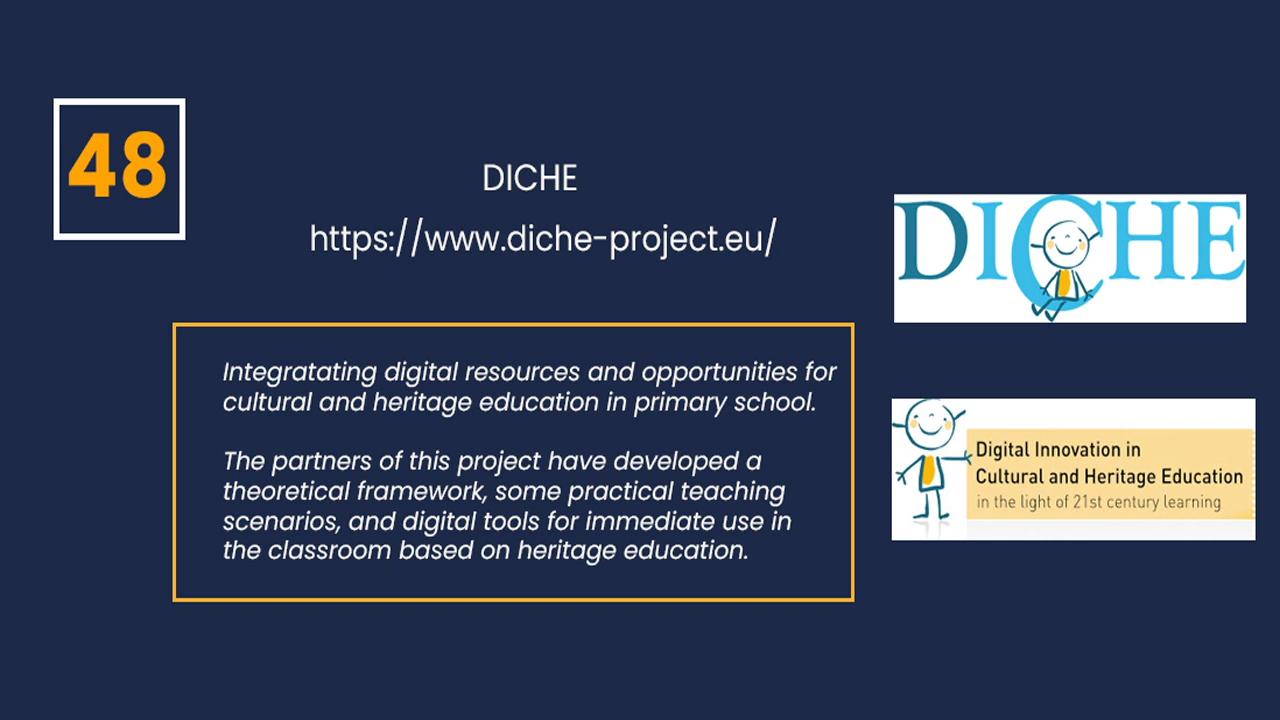 48
DICHE
https://www.diche-project.eu/
DICHE
Integratating digital resources and opportunities for
cultural and heritage education in primary school.
The partners of this project have developed a
theoretical framework, some practical teaching
scenarios, and digital tools for immediate use in
the classroom based on heritage education.
Digital Innovation in
Cultural and Heritage Education
in the light of 21st century learning